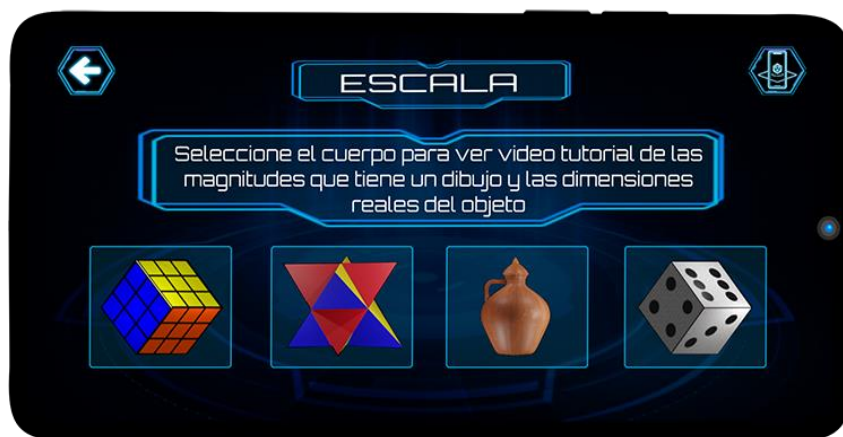 ESCALA
Seleccione el cuerpo para ver video tutorial de las
magnitudes que tiene un dibujo y las dimensiones
reales del objeto